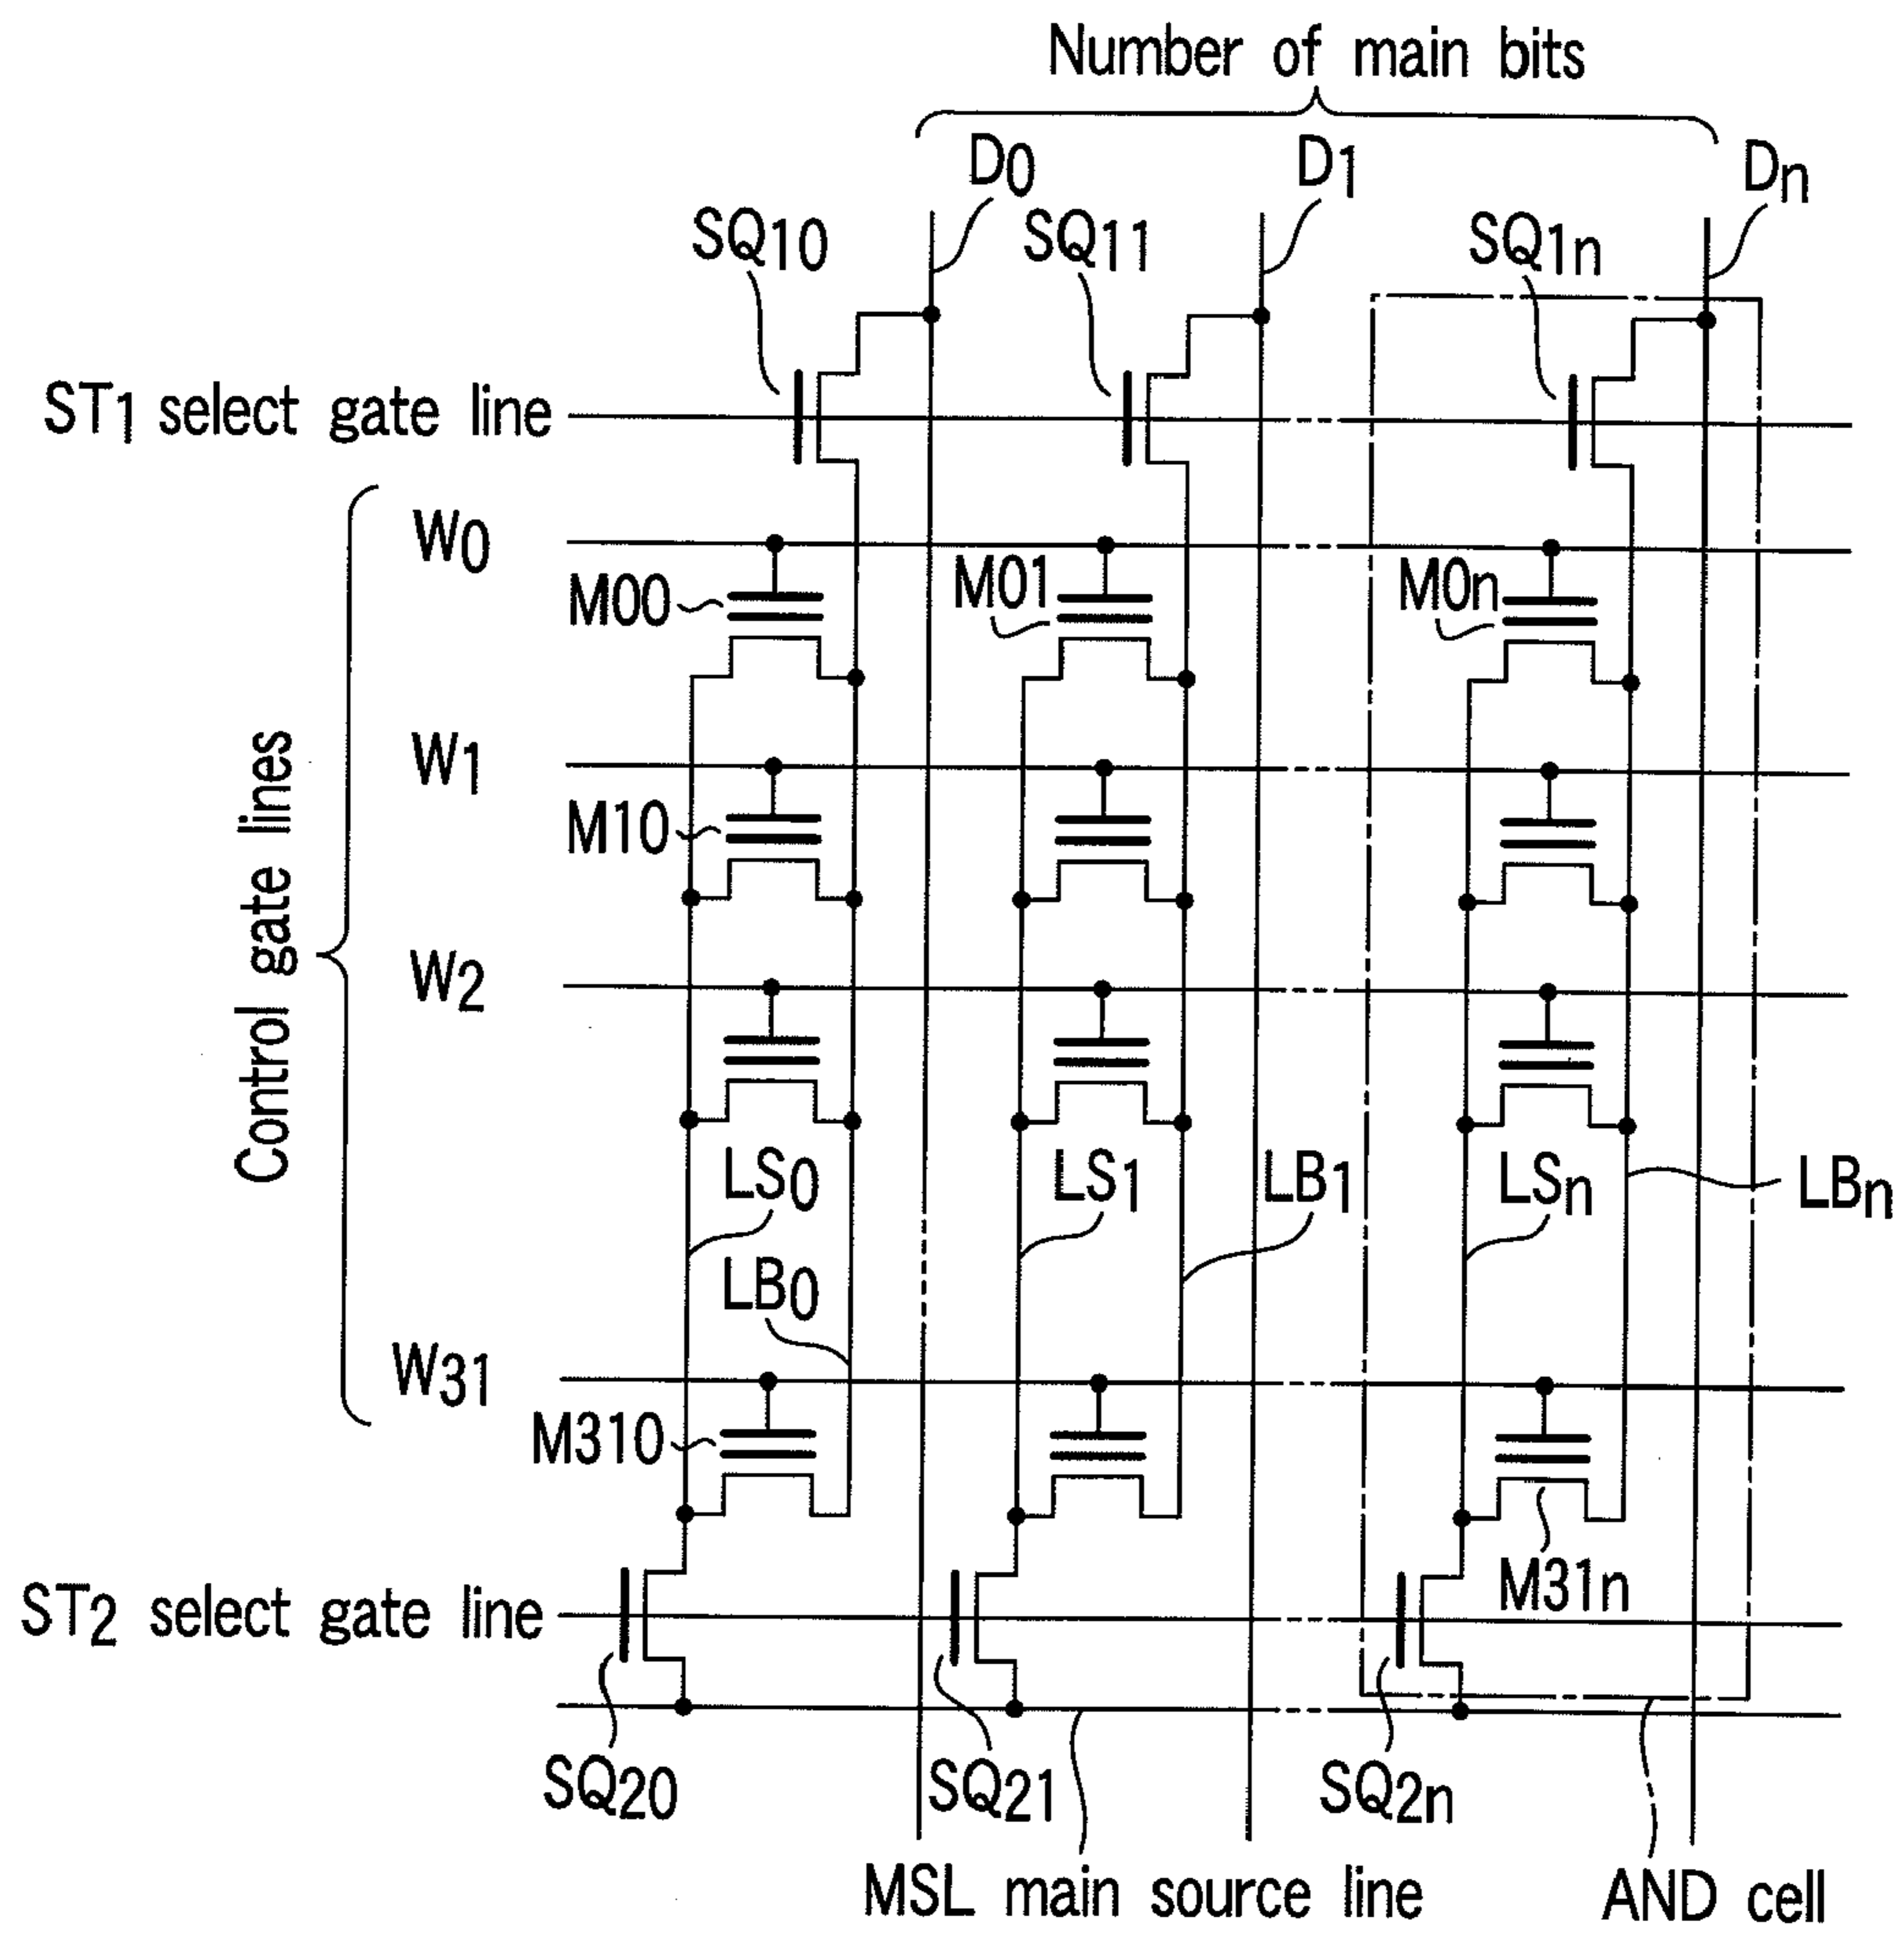 Number of main bits
D0 D1 Dn
SQ10 SQ11 SQ1n
ST1 select gate line
W0
M00 M01 M0n
W1
M10
Control gate lines
W2
LS0 LS1 LB1 LSn LBn
LB0
W31
M310
M31n
ST2 select gate line
SQ20 SQ21 SQ2n
MSL main source line AND cell